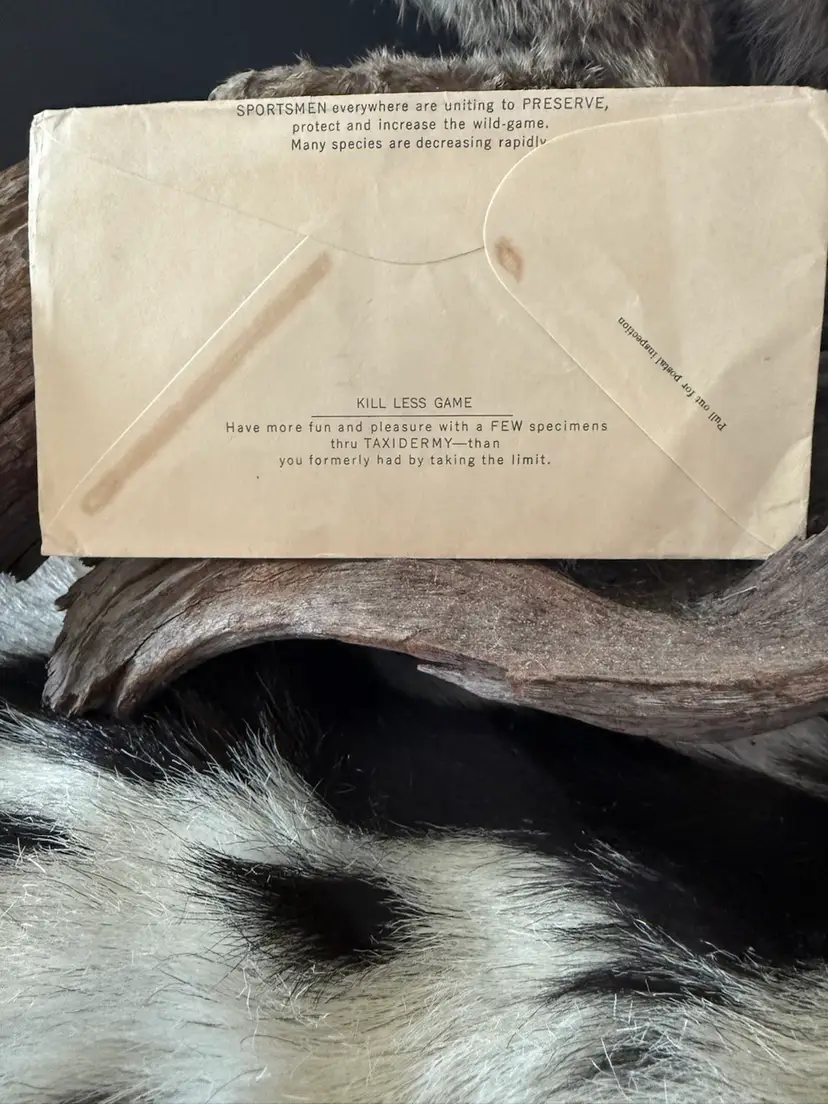 SPORTSMEN everywhere are uniting to PRESERVE,
protect and increase the wild-game.
Many species are decreasing rapidly.
Pull out for postal inspection
KILL LESS GAME
Have more fun and pleasure with a FEW specimens
thru TAXIDERMY—than
you formerly had by taking the limit.